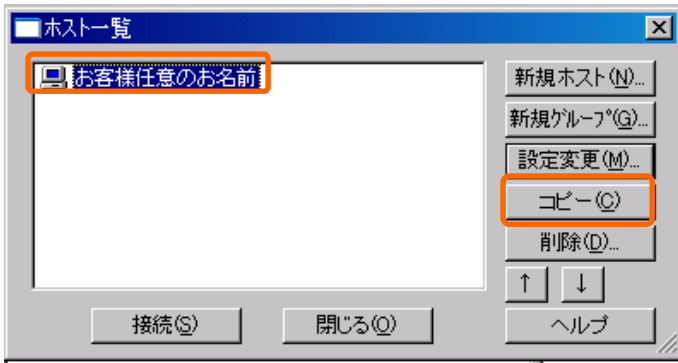 ホスト一覧
お客様任意のお名前
新規ホスト(N)...
新規グループ(G)...
設定変更(M)...
コピー(C)
削除(D)...
↑ ↓
接続(S) 閉じる(O) ヘルプ